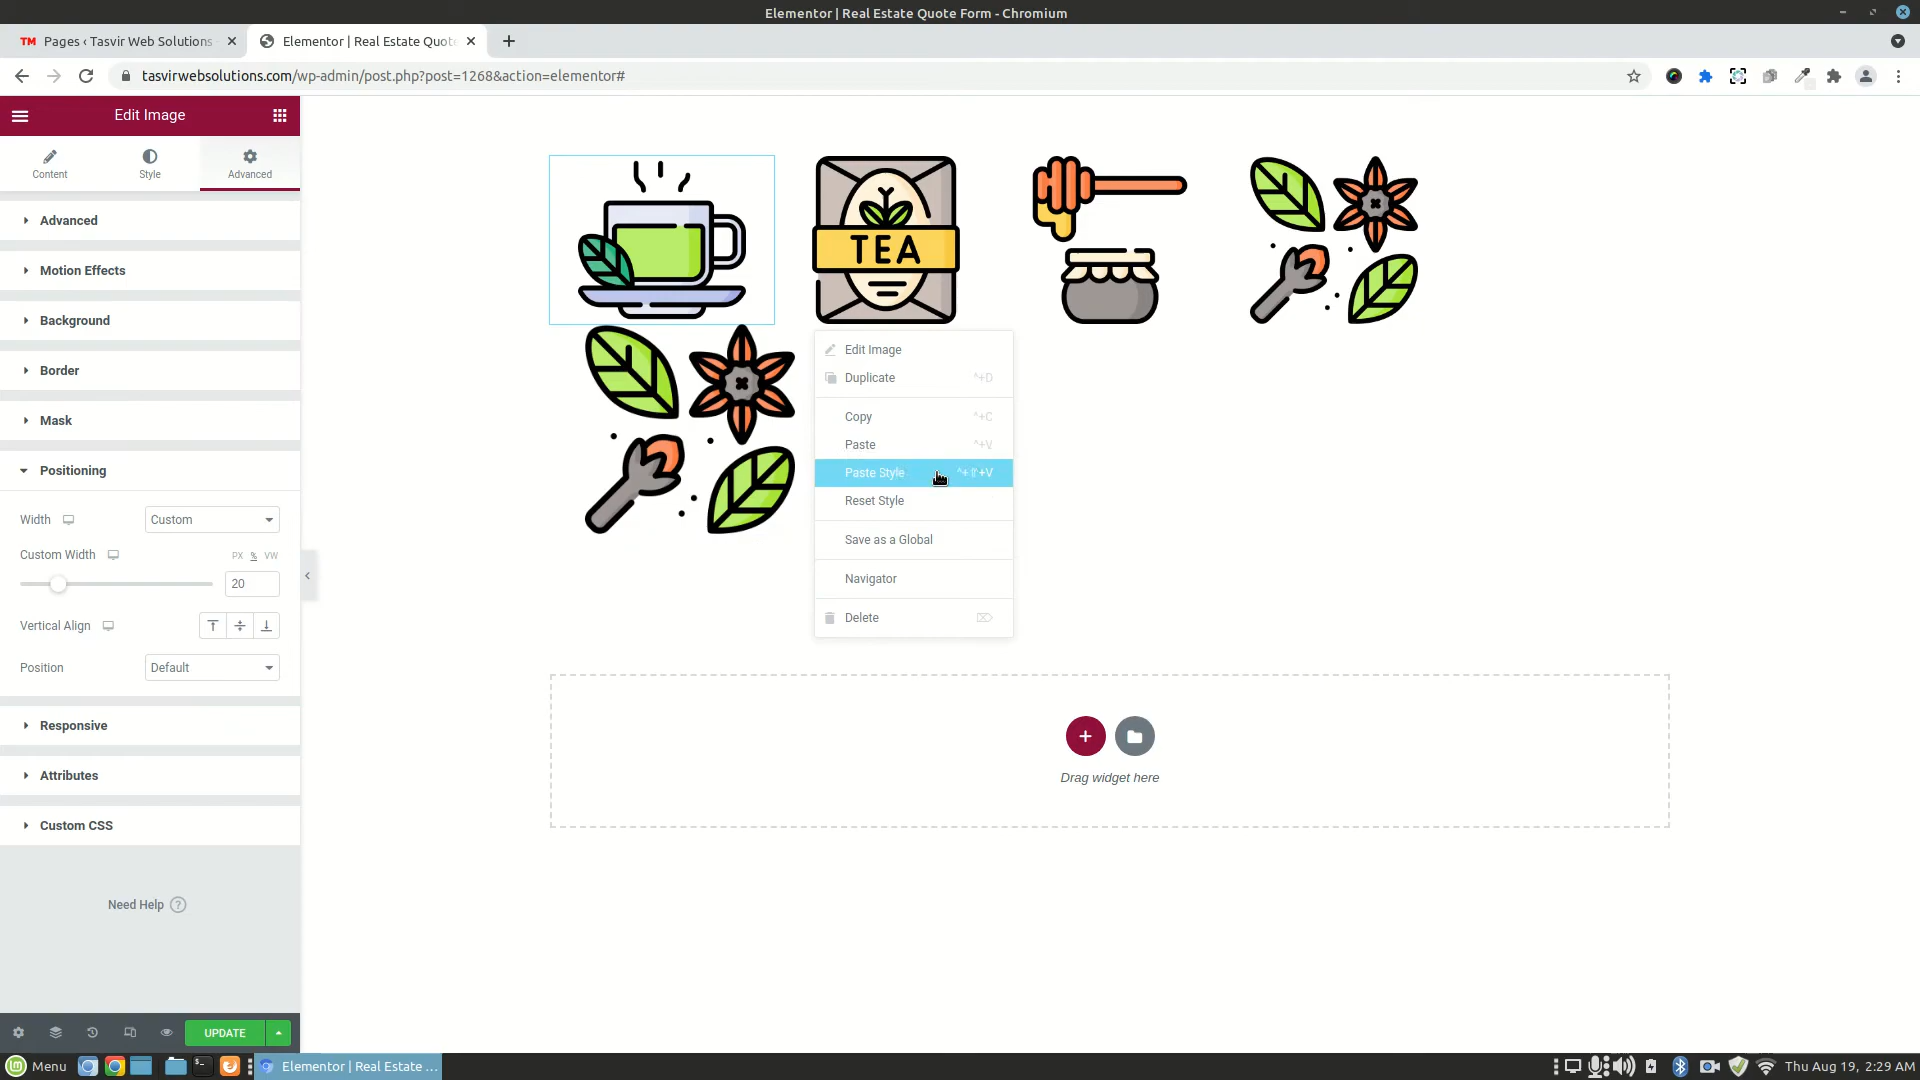 Elementor | Real Estate Quote Form - Chromium
TM Pages ‹ Tasvir Web Solutions
Elementor | Real Estate Quote
tasvirwebsolutions.com/wp-admin/post.php?post=1268&action=elementor#
Edit Image
Content
Style
Advanced
Advanced
Motion Effects
Background
Border
Mask
Positioning
Width
Custom
Custom Width
PX % VW
20
Vertical Align
Position
Default
Responsive
Attributes
Custom CSS
Need Help ?
UPDATE
TEA
Edit Image
Duplicate ^+D
Copy ^+C
Paste ^+V
Paste Style ^+⇧+V
Reset Style
Save as a Global
Navigator
Delete ⌦
Drag widget here
Menu
Elementor | Real Estate ...
Thu Aug 19, 2:29 AM